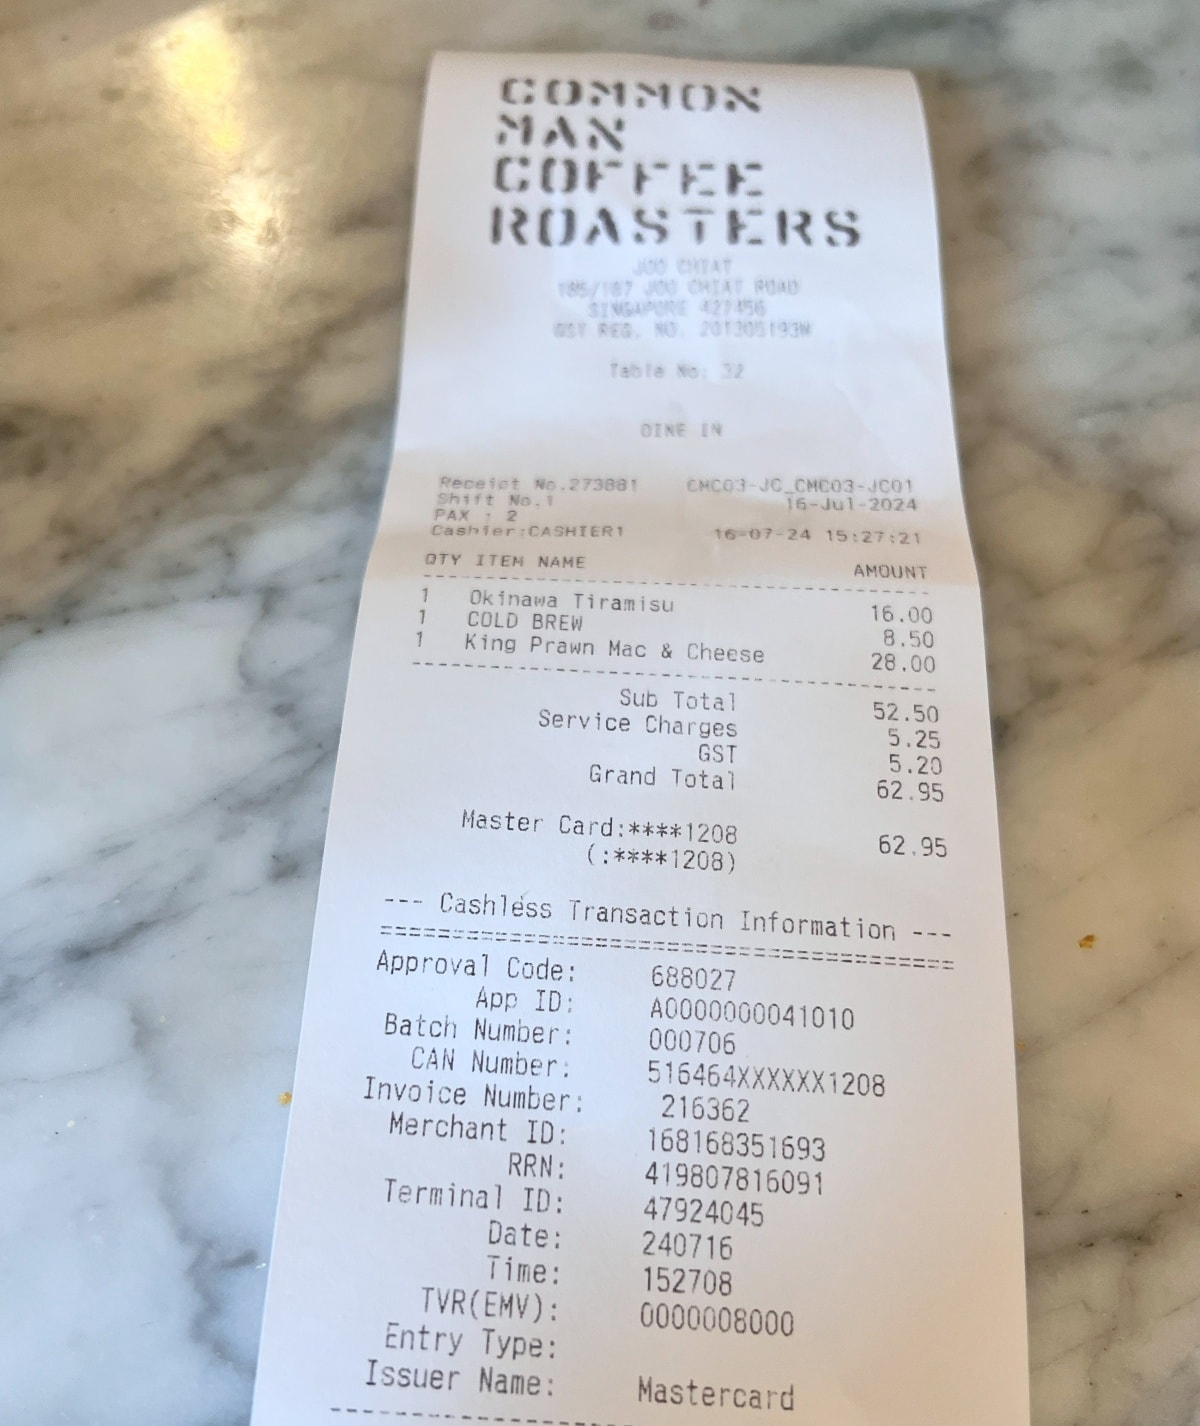 COMMON
MAN
COFFEE
ROASTERS
JOO CHIAT
185/187 JOO CHIAT ROAD
SINGAPORE 427456
GST REG. NO. 201305193W
Table No: 32
DINE IN
Receipt No.273881 CMC03-JC_CMC03-JC01
Shift No.1 16-Jul-2024
PAX : 2
Cashier:CASHIER1 16-07-24 15:27:21
QTY ITEM NAME AMOUNT
1 Okinawa Tiramisu 16.00
1 COLD BREW 8.50
1 King Prawn Mac & Cheese 28.00
Sub Total 52.50
Service Charges 5.25
GST 5.20
Grand Total 62.95
Master Card:****1208 62.95
(:****1208)
--- Cashless Transaction Information ---
========================================
Approval Code: 688027
App ID: A0000000041010
Batch Number: 000706
CAN Number: 516464XXXXXX1208
Invoice Number: 216362
Merchant ID: 168168351693
RRN: 419807816091
Terminal ID: 47924045
Date: 240716
Time: 152708
TVR(EMV): 0000008000
Entry Type:
Issuer Name: Mastercard